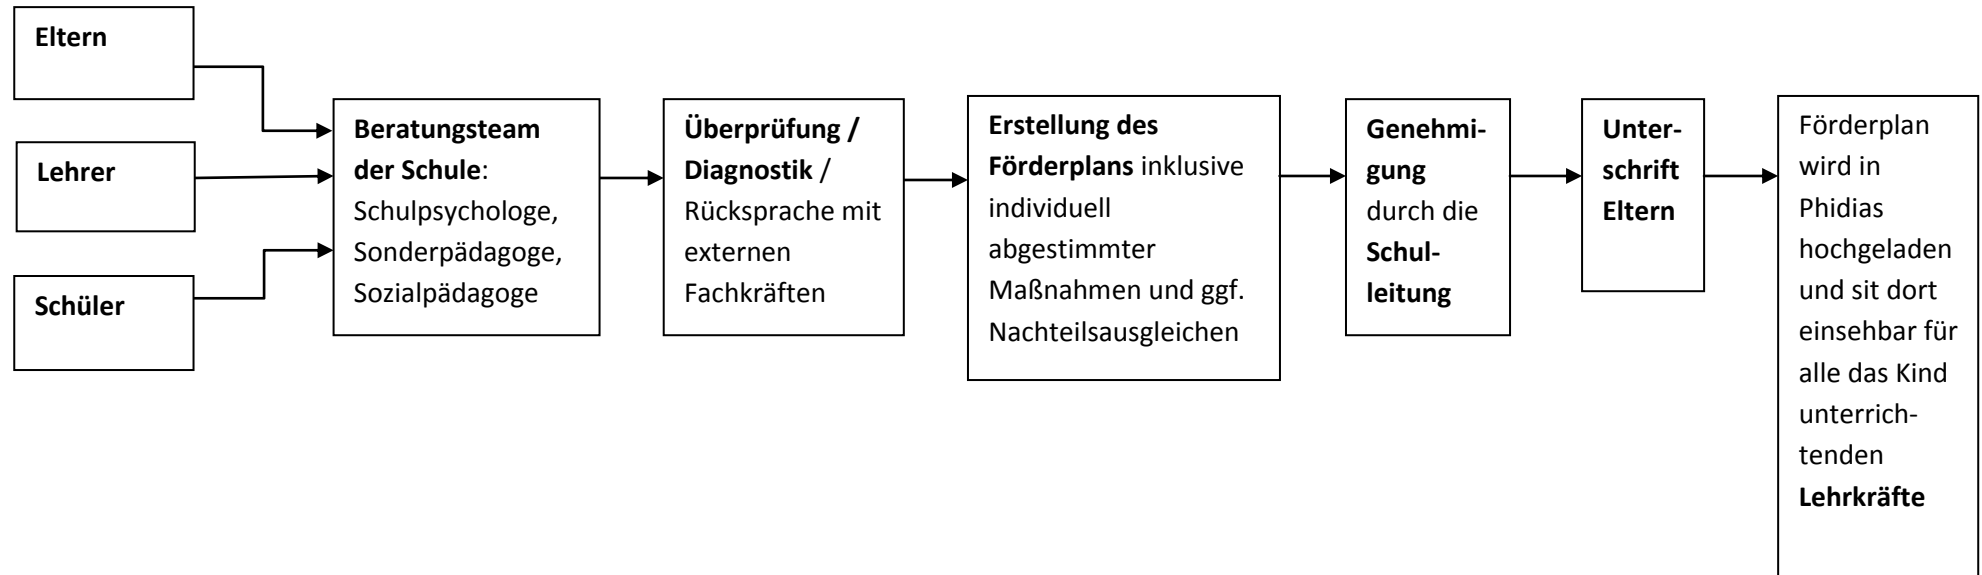 Eltern
Lehrer
Schüler
Beratungsteam
der Schule:
Schulpsychologe,
Sonderpädagoge,
Sozialpädagoge
Überprüfung /
Diagnostik /
Rücksprache mit
externen
Fachkräften
Erstellung des
Förderplans inklusive
individuell
abgestimmter
Maßnahmen und ggf.
Nachteilsausgleichen
Genehmi-
gung
durch die
Schul-
leitung
Unter-
schrift
Eltern
Förderplan
wird in
Phidias
hochgeladen
und sit dort
einsehbar für
alle das Kind
unterrich-
tenden
Lehrkräfte